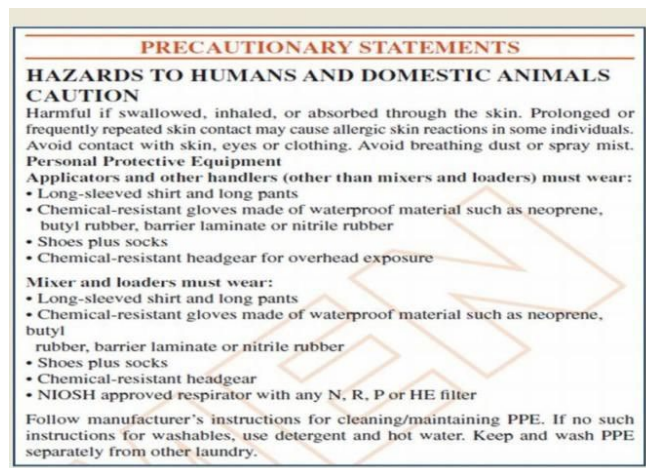 PRECAUTIONARY STATEMENTS
HAZARDS TO HUMANS AND DOMESTIC ANIMALS
CAUTION
Harmful if swallowed, inhaled, or absorbed through the skin. Prolonged or
frequently repeated skin contact may cause allergic skin reactions in some individuals.
Avoid contact with skin, eyes or clothing. Avoid breathing dust or spray mist.
Personal Protective Equipment
Applicators and other handlers (other than mixers and loaders) must wear:
• Long-sleeved shirt and long pants
• Chemical-resistant gloves made of waterproof material such as neoprene,
butyl rubber, barrier laminate or nitrile rubber
• Shoes plus socks
• Chemical-resistant headgear for overhead exposure
Mixer and loaders must wear:
• Long-sleeved shirt and long pants
• Chemical-resistant gloves made of waterproof material such as neoprene,
butyl
rubber, barrier laminate or nitrile rubber
• Shoes plus socks
• Chemical-resistant headgear
• NIOSH approved respirator with any N, R, P or HE filter
Follow manufacturer's instructions for cleaning/maintaining PPE. If no such
instructions for washables, use detergent and hot water. Keep and wash PPE
separately from other laundry.